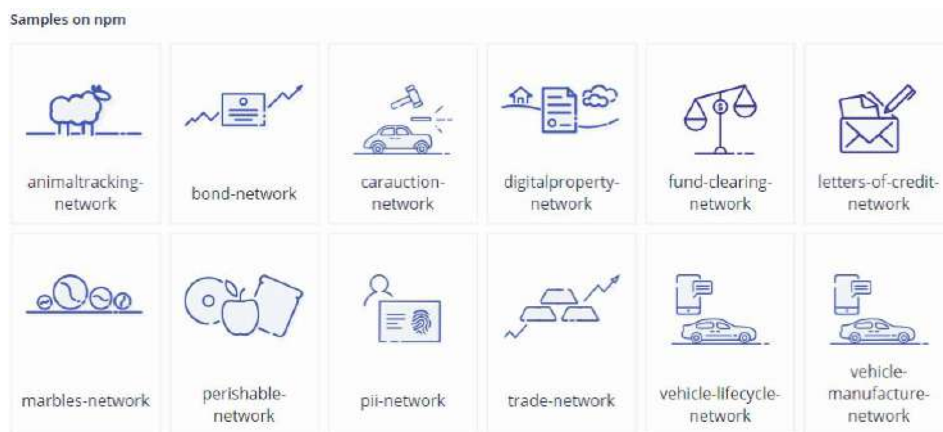 Samples on npm
animaltracking-
network
bond-network
carauction-
network
digitalproperty-
network
fund-clearing-
network
letters-of-credit-
network
marbles-network
perishable-
network
pii-network
trade-network
vehicle-lifecycle-
network
vehicle-
manufacture-
network